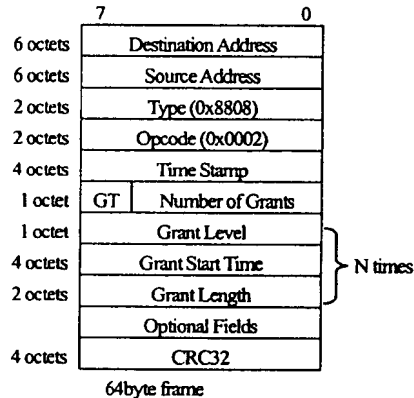 7 0
6 octets Destination Address
6 octets Source Address
2 octets Type (0x8808)
2 octets Opcode (0x0002)
4 octets Time Stamp
1 octet GT Number of Grants
1 octet Grant Level
4 octets Grant Start Time N times
2 octets Grant Length
Optional Fields
4 octets CRC32
64byte frame